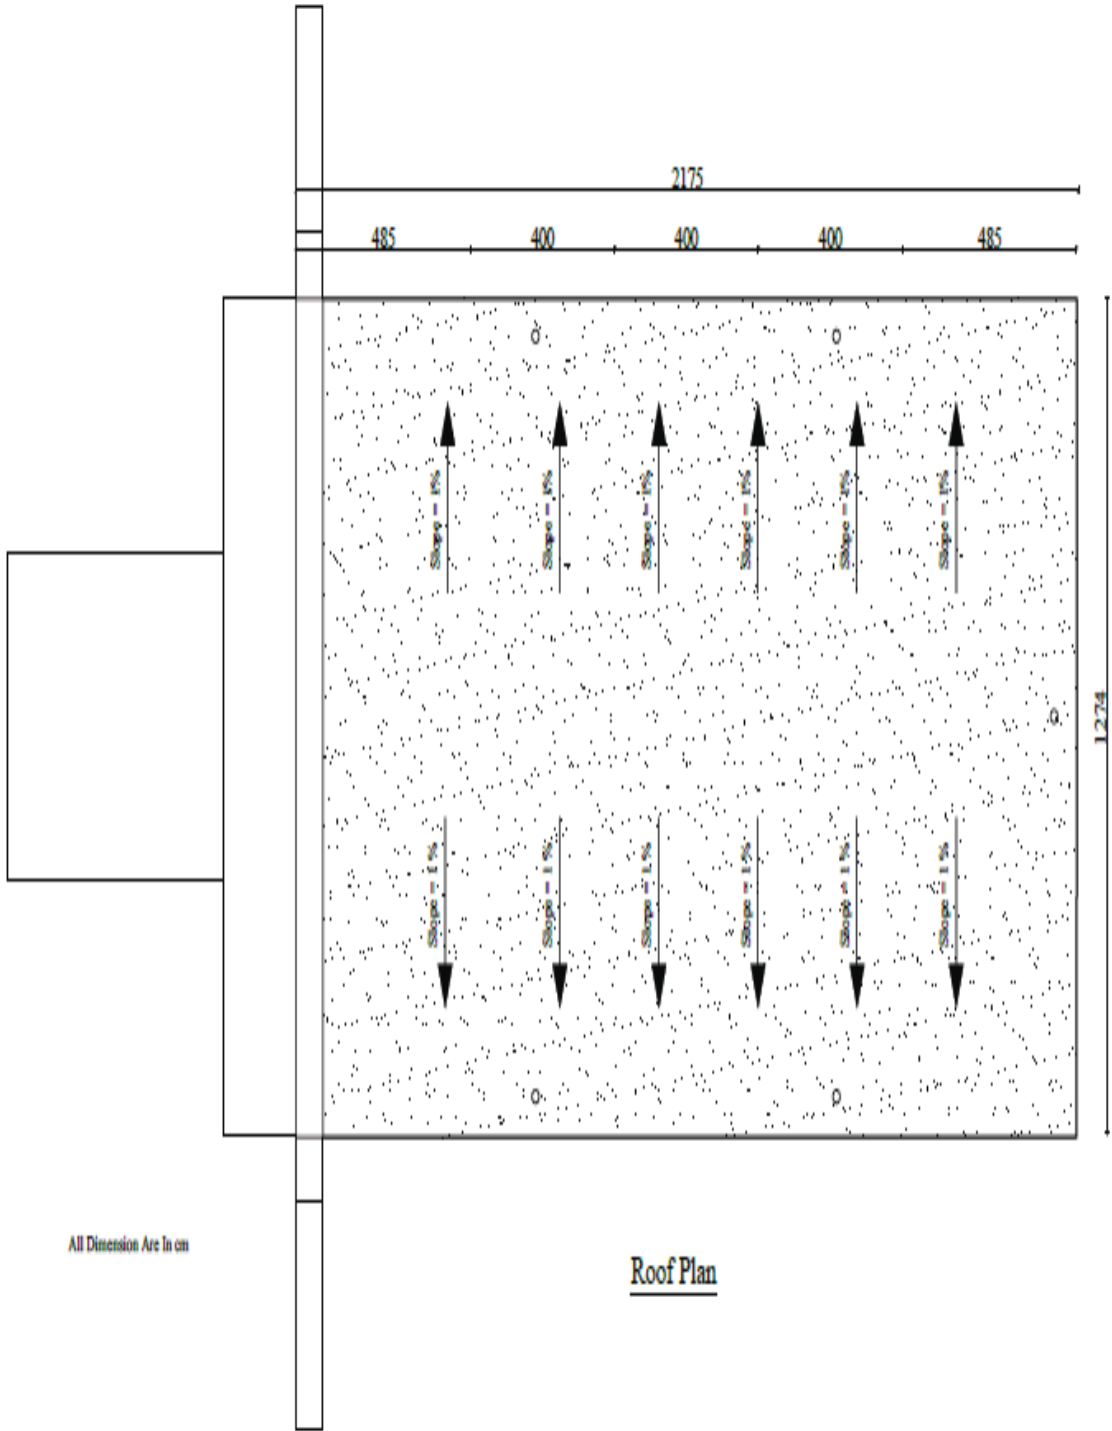 2175
485 400 400 400 485
Slope = 1% Slope = 1% Slope = 1% Slope = 1% Slope = 1% Slope = 1%
1274
Slope = 1 % Slope = 1 % Slope = 1 % Slope = 1 % Slope = 1 % Slope = 1 %
All Dimension Are In cm
Roof Plan